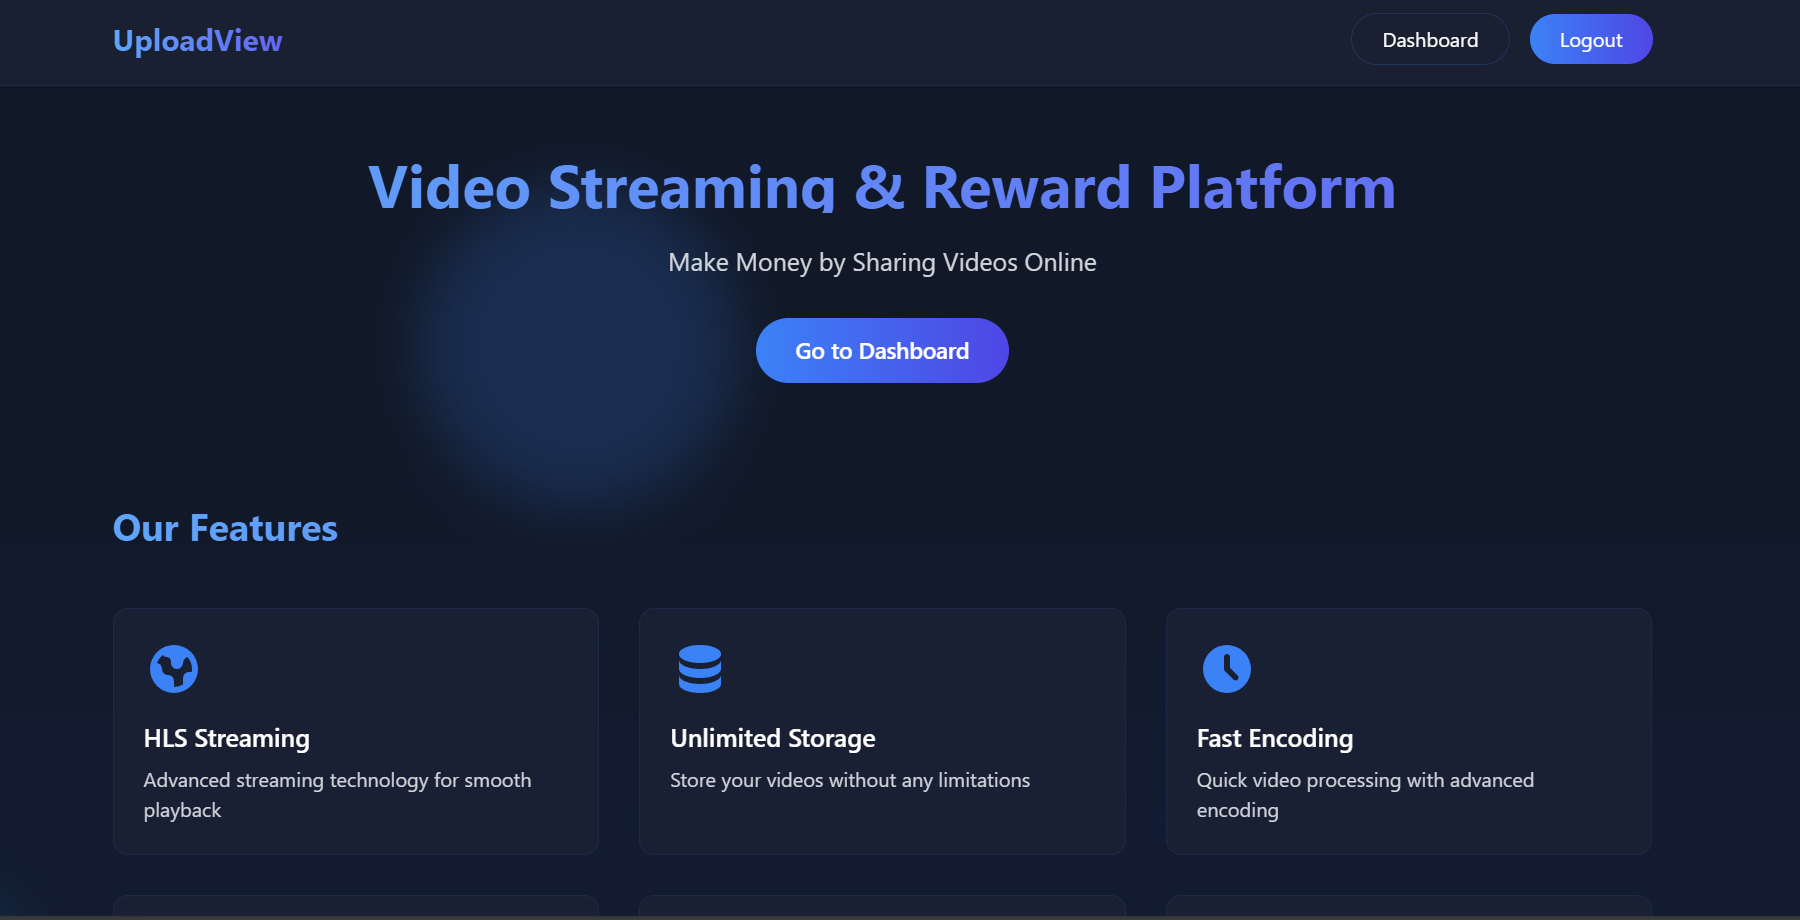 UploadView
Dashboard
Logout
Video Streaming & Reward Platform
Make Money by Sharing Videos Online
Go to Dashboard
Our Features
HLS Streaming
Advanced streaming technology for smooth
playback
Unlimited Storage
Store your videos without any limitations
Fast Encoding
Quick video processing with advanced
encoding